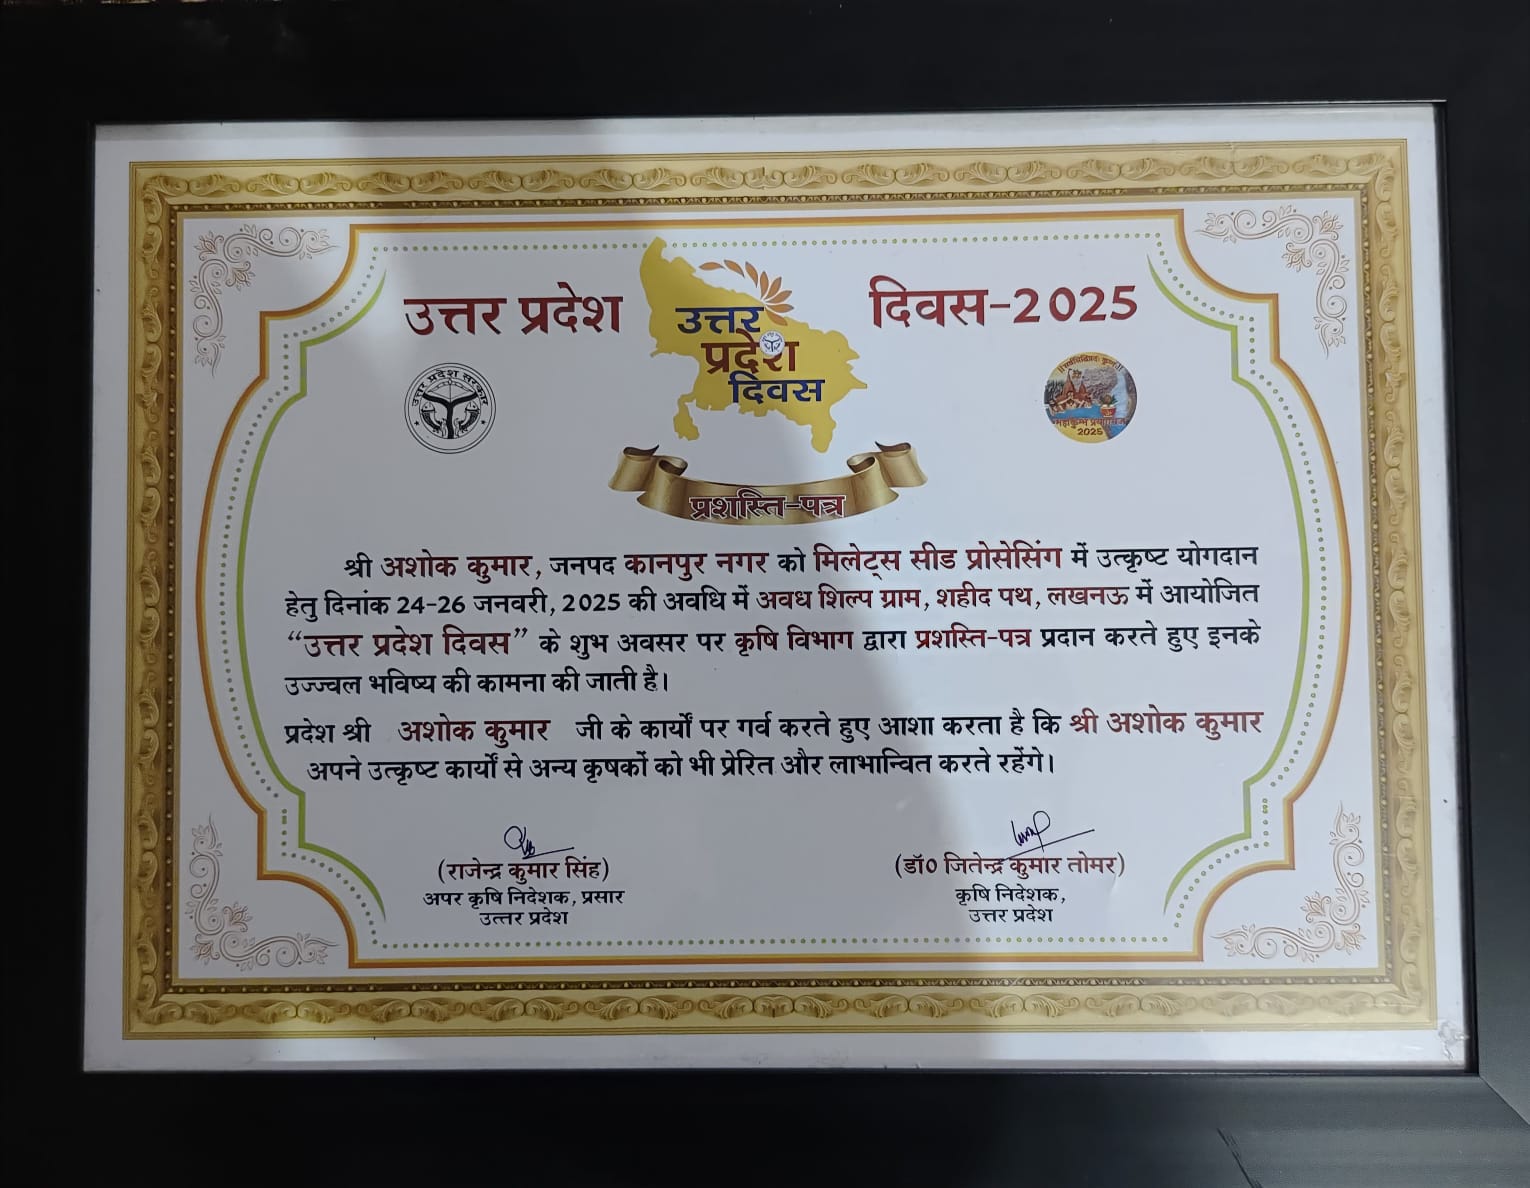 उत्तर प्रदेश
दिवस-2025
उत्तर
प्रदेश
दिवस
उत्तर प्रदेश सरकार
महाकुम्भ प्रयागराज
2025
प्रशस्ति-पत्र
श्री अशोक कुमार, जनपद कानपुर नगर को मिलेट्स सीड प्रोसेसिंग में उत्कृष्ट योगदान
हेतु दिनांक 24-26 जनवरी, 2025 की अवधि में अवध शिल्प ग्राम, शहीद पथ, लखनऊ में आयोजित
“उत्तर प्रदेश दिवस” के शुभ अवसर पर कृषि विभाग द्वारा प्रशस्ति-पत्र प्रदान करते हुए इनके
उज्ज्वल भविष्य की कामना की जाती है।
प्रदेश श्री अशोक कुमार जी के कार्यों पर गर्व करते हुए आशा करता है कि श्री अशोक कुमार
अपने उत्कृष्ट कार्यों से अन्य कृषकों को भी प्रेरित और लाभान्वित करते रहेंगे।
(राजेन्द्र कुमार सिंह)
अपर कृषि निदेशक, प्रसार
उत्तर प्रदेश
(डॉ0 जितेन्द्र कुमार तोमर)
कृषि निदेशक,
उत्तर प्रदेश